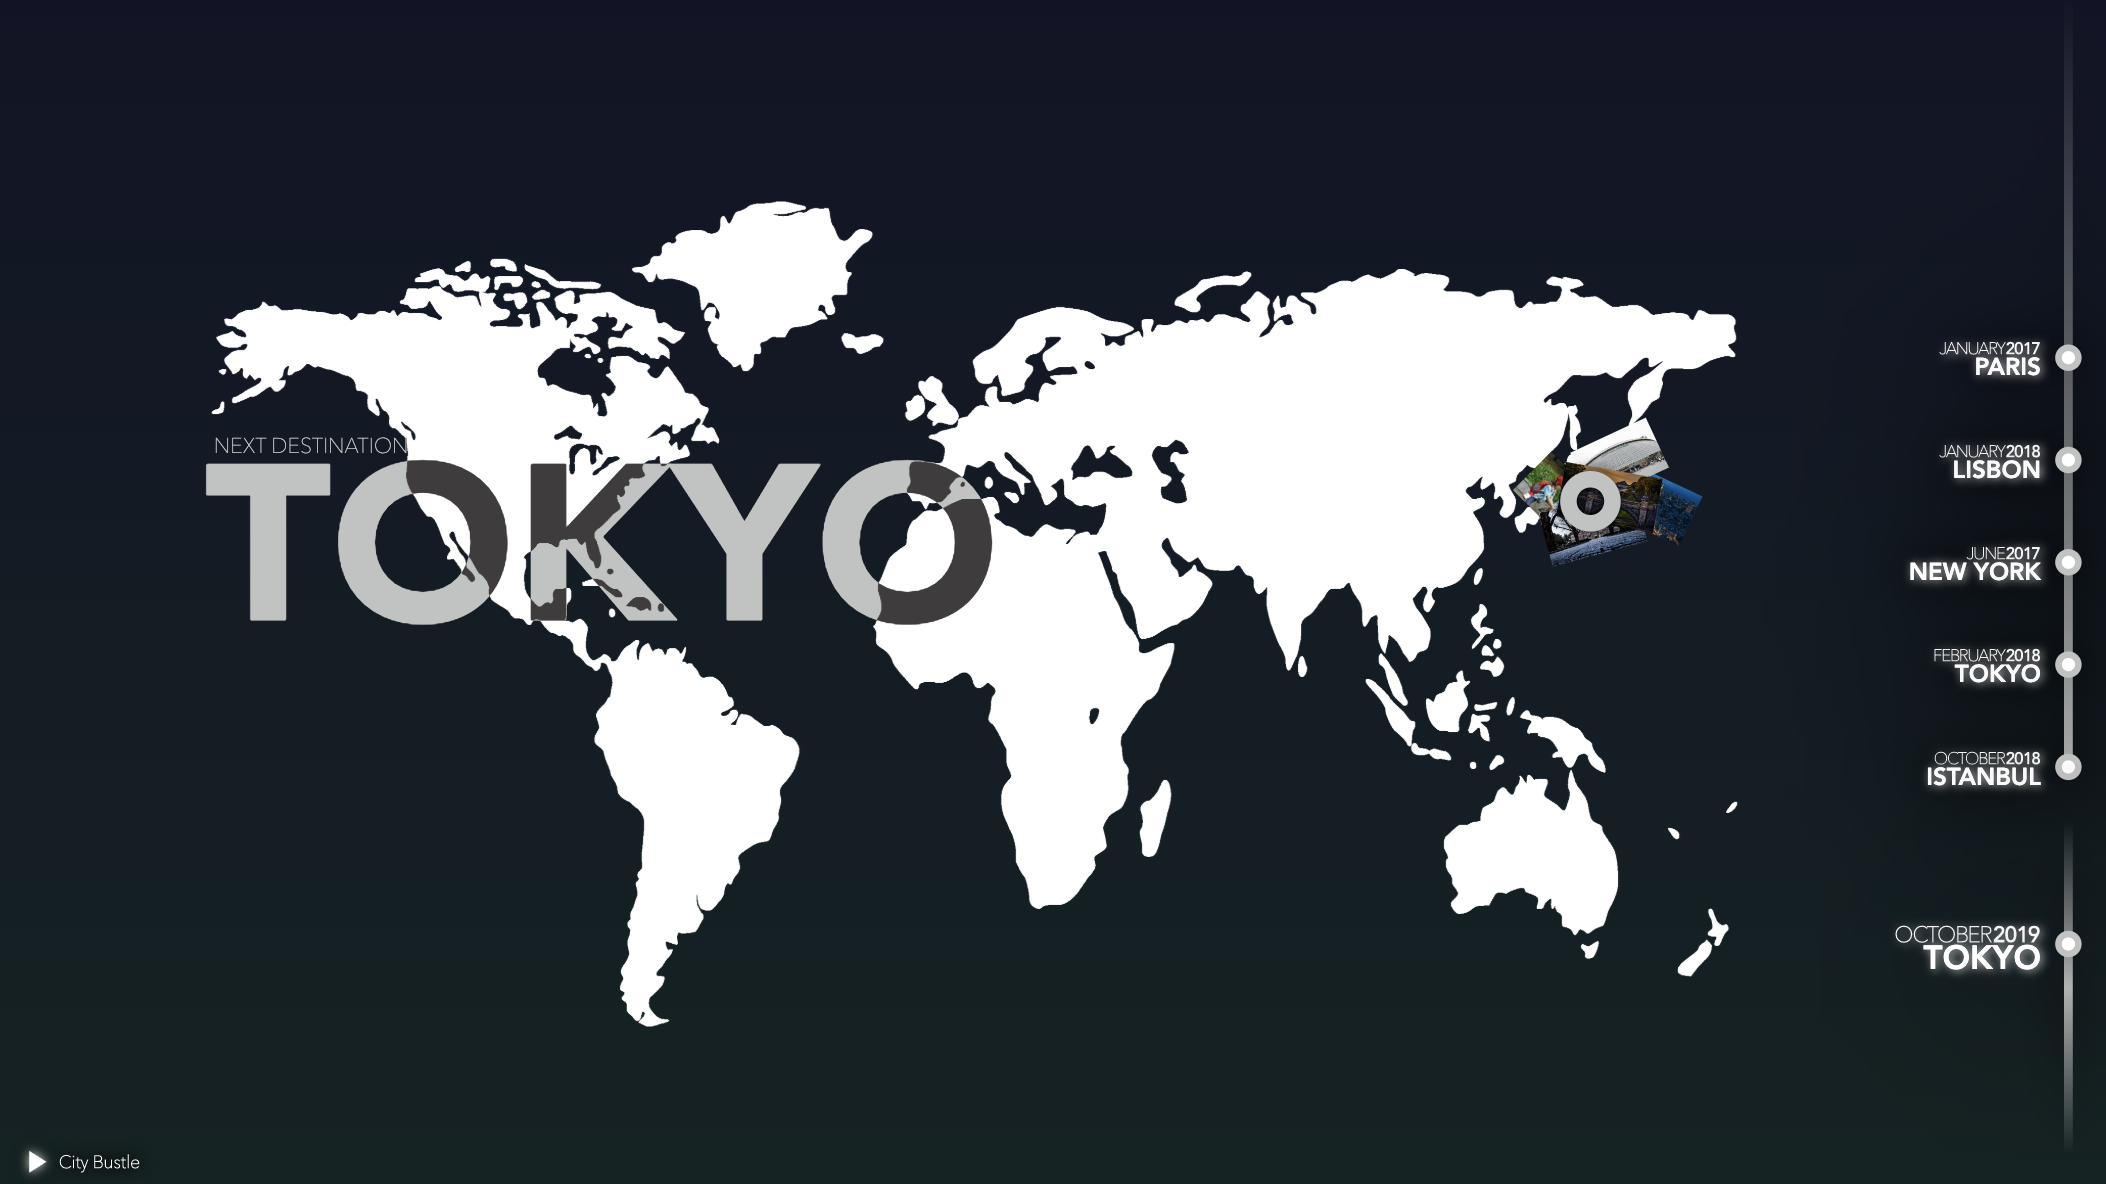 NEXT DESTINATION
TOKYO
JANUARY2017
PARIS
JANUARY2018
LISBON
JUNE2017
NEW YORK
FEBRUARY2018
TOKYO
OCTOBER2018
ISTANBUL
OCTOBER2019
TOKYO
City Bustle